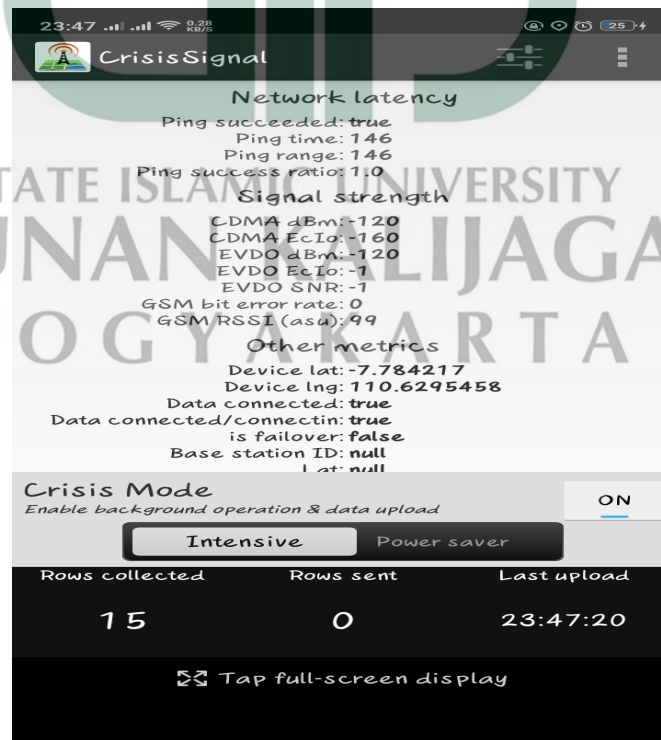 23:47 0.28 KB/S 25
CrisisSignal
Network latency
Ping succeeded: true
Ping time: 146
Ping range: 146
Ping success ratio: 1.0
Signal strength
CDMA dBm: -120
CDMA EcIo: -160
EVDO dBm: -120
EVDO EcIo: -1
EVDO SNR: -1
GSM bit error rate: 0
GSM RSSI (asu): 99
Other metrics
Device lat: -7.784217
Device lng: 110.6295458
Data connected: true
Data connected/connectin: true
is failover: false
Base station ID: null
Lat: null
Crisis Mode
Enable background operation & data upload
ON
Intensive Power saver
Rows collected Rows sent Last upload
15 0 23:47:20
Tap full-screen display
TATE ISLAMIC UNIVERSITY
UNAN KALIJAGA
OGYAKARTA